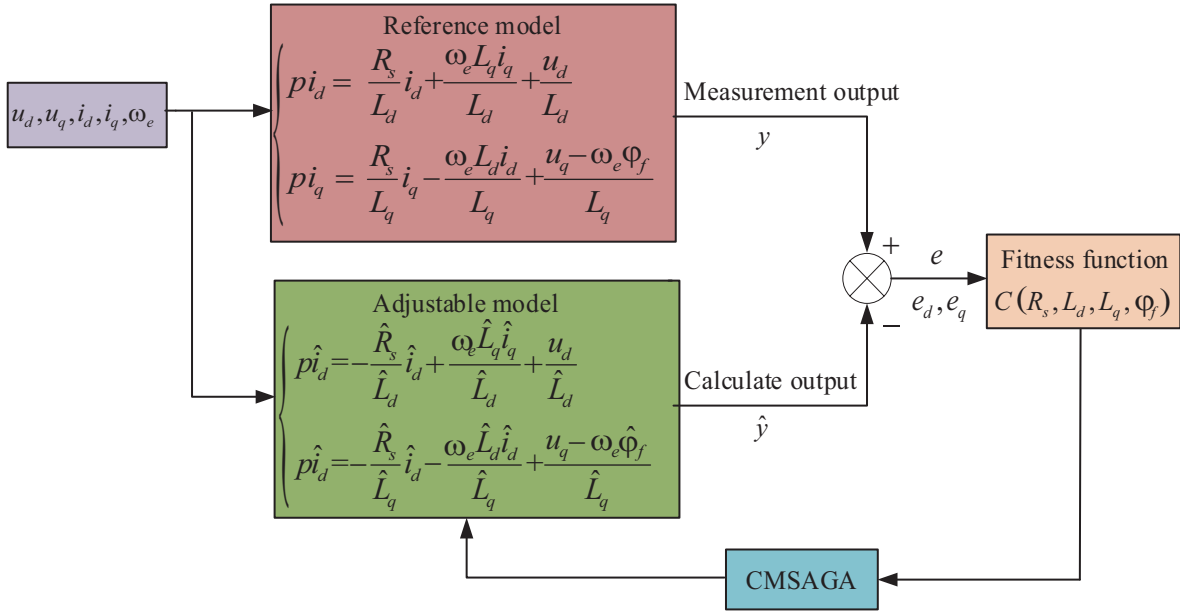 u_d, u_q, i_d, i_q, ω_e
Reference model
pi_d = R_s/L_d i_d + ω_e L_q i_q/L_d + u_d/L_d
pi_q = R_s/L_q i_q − ω_e L_d i_d/L_q + (u_q − ω_e φ_f)/L_q
Measurement output
y
Adjustable model
pî_d = −R̂_s/L̂_d î_d + ω_e L̂_q î_q/L̂_d + u_d/L̂_d
pî_d = −R̂_s/L̂_q î_d − ω_e L̂_d î_d/L̂_q + (u_q − ω_e φ̂_f)/L̂_q
Calculate output
ŷ
+
−
e
e_d, e_q
Fitness function
C(R_s, L_d, L_q, φ_f)
CMSAGA